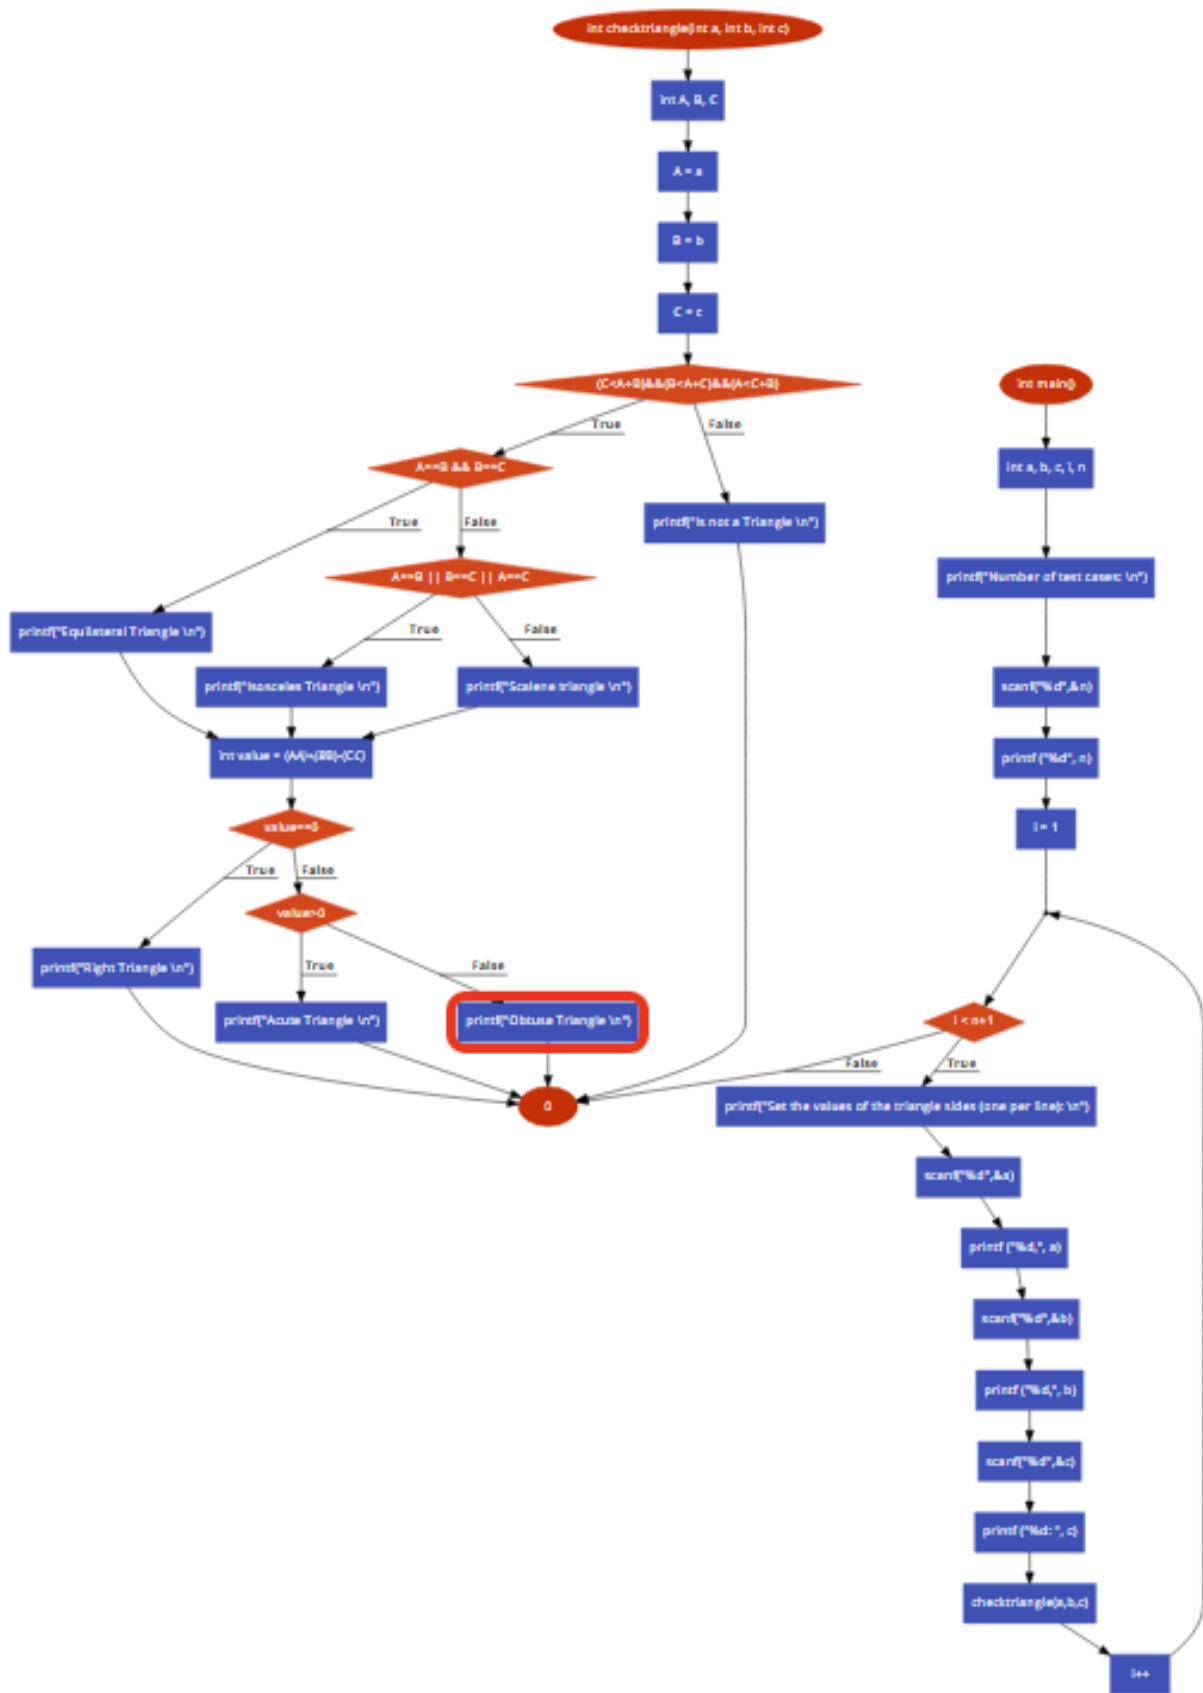 int checktriangle(int a, int b, int c)
int A, B, C
A = a
B = b
C = c
(C<A+B)&&(B<A+C)&&(A<C+B)
True
False
A==B && B==C
printf("Is not a Triangle \n")
True
False
A==B || B==C || A==C
printf("Equilateral Triangle \n")
True
False
printf("Isosceles Triangle \n")
printf("Scalene triangle \n")
int value = (AA)+(BB)-(CC)
value==0
True
False
value>0
printf("Right Triangle \n")
True
False
printf("Acute Triangle \n")
printf("Obtuse Triangle \n")
0
int main()
int a, b, c, i, n
printf("Number of test cases: \n")
scanf("%d",&n)
printf ("%d", n)
i = 1
i < n+1
False
True
printf("Set the values of the triangle sides (one per line): \n")
scanf("%d",&a)
printf ("%d,", a)
scanf("%d",&b)
printf ("%d,", b)
scanf("%d",&c)
printf ("%d: ", c)
checktriangle(a,b,c)
i++